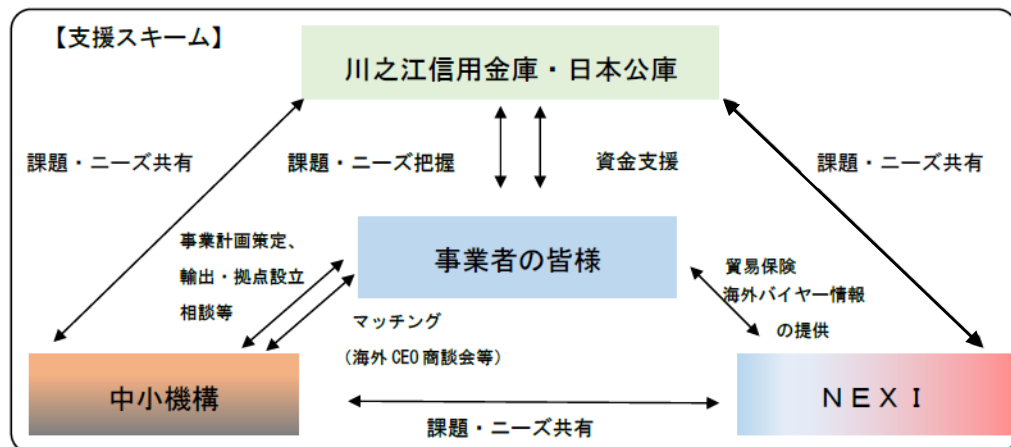 【支援スキーム】
川之江信用金庫・日本公庫
課題・ニーズ共有
課題・ニーズ把握
資金支援
課題・ニーズ共有
事業者の皆様
事業計画策定、
輸出・拠点設立
相談等
貿易保険
海外バイヤー情報
の提供
マッチング
（海外 CEO 商談会等）
中小機構
ＮＥＸＩ
課題・ニーズ共有